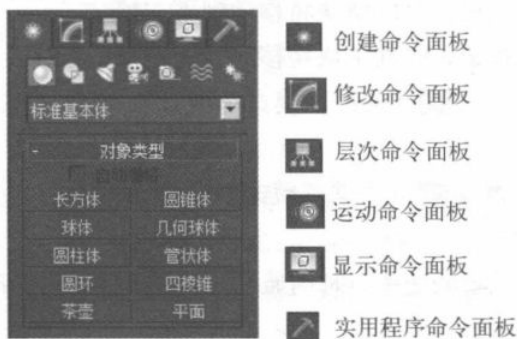 标准基本体
- 对象类型
长方体 圆锥体
球体 几何球体
圆柱体 管状体
圆环 四棱锥
茶壶 平面
创建命令面板
修改命令面板
层次命令面板
运动命令面板
显示命令面板
实用程序命令面板